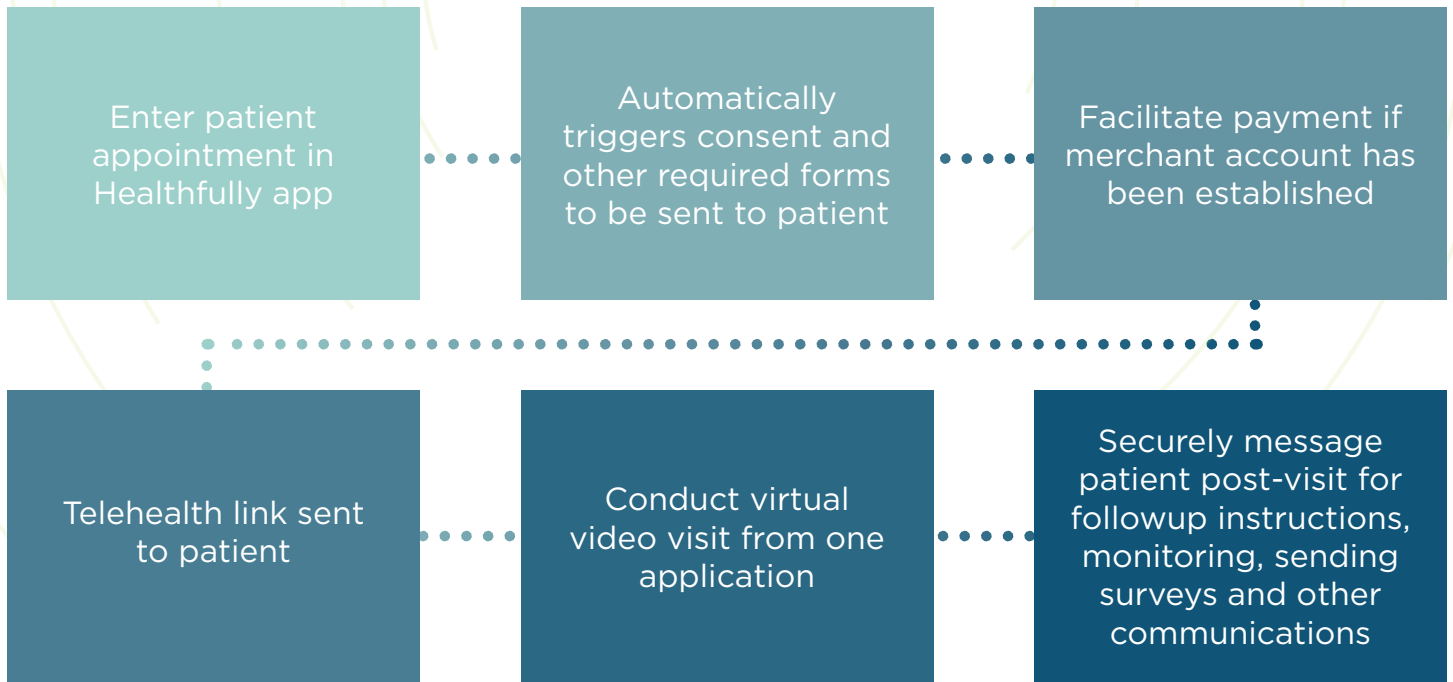 Enter patient
appointment in
Healthfully app
Automatically
triggers consent and
other required forms
to be sent to patient
Facilitate payment if
merchant account has
been established
Telehealth link sent
to patient
Conduct virtual
video visit from one
application
Securely message
patient post-visit for
followup instructions,
monitoring, sending
surveys and other
communications